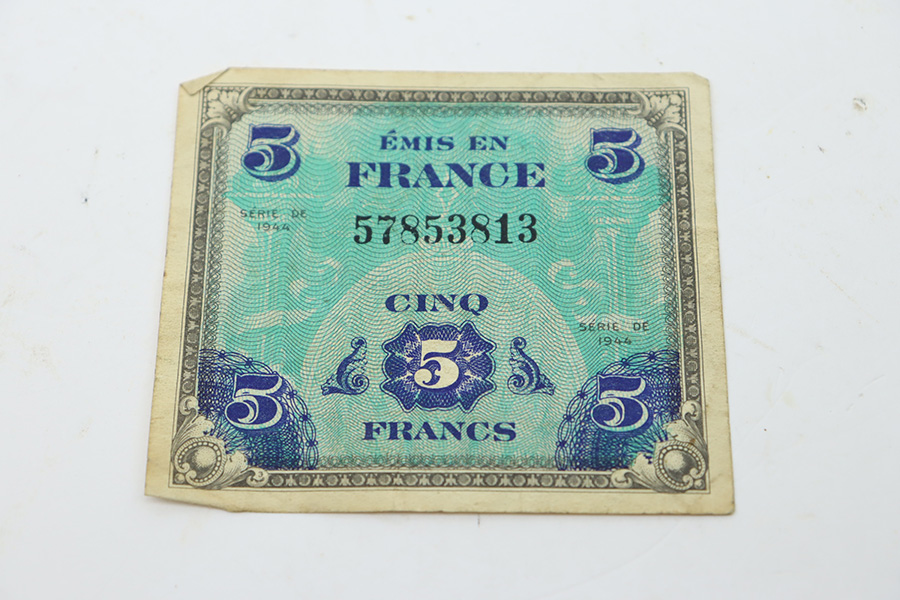 5 ÉMIS EN 5
FRANCE
SÉRIE DE
1944
57853813
CINQ
SÉRIE DE
1944
5
5 5
FRANCS